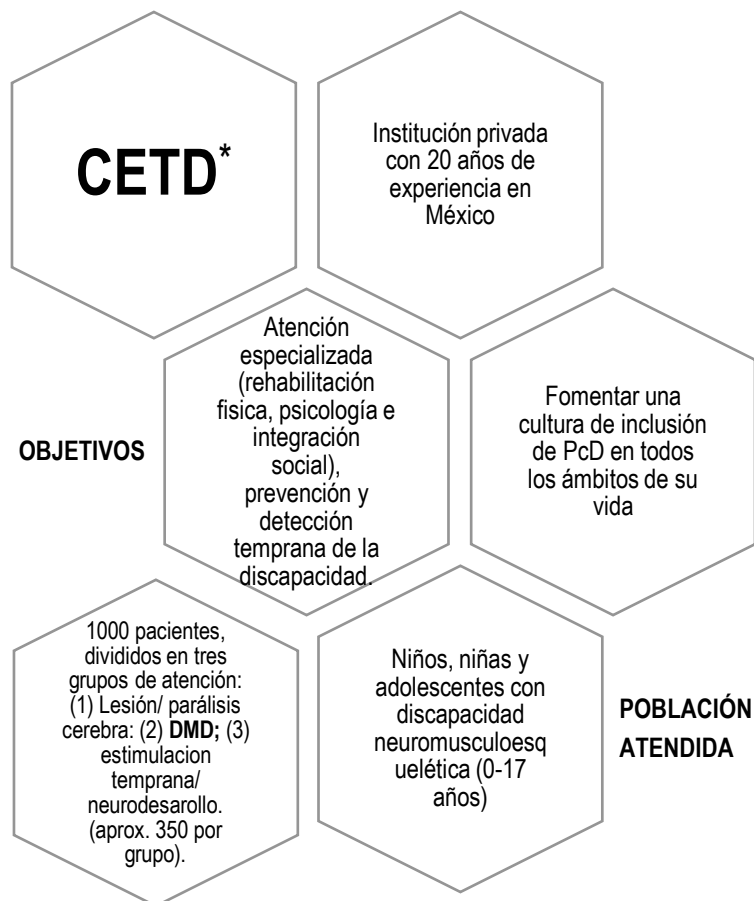 CETD*
Institución privada
con 20 años de
experiencia en
México
OBJETIVOS
Atención
especializada
(rehabilitación
fisica, psicología e
integración
social),
prevención y
detección
temprana de la
discapacidad.
Fomentar una
cultura de inclusión
de PcD en todos
los ámbitos de su
vida
1000 pacientes,
divididos en tres
grupos de atención:
(1) Lesión/ parálisis
cerebra: (2) DMD; (3)
estimulacion
temprana/
neurodesarollo.
(aprox. 350 por
grupo).
Niños, niñas y
adolescentes con
discapacidad
neuromusculoesq
uelética (0-17
años)
POBLACIÓN
ATENDIDA